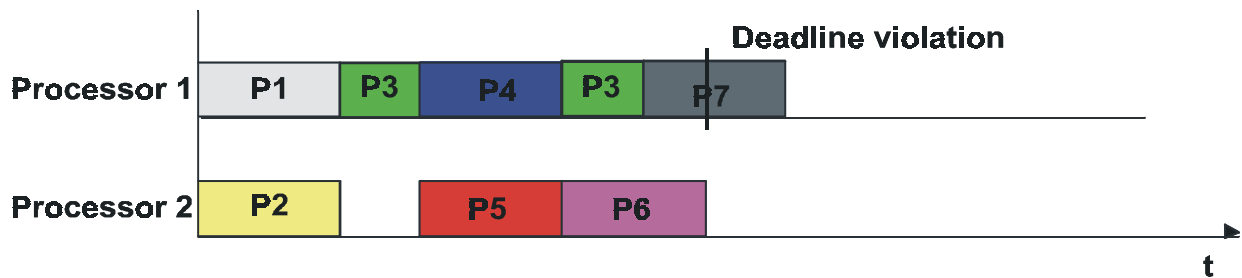 Deadline violation
Processor 1 P1 P3 P4 P3 P7
Processor 2 P2 P5 P6
t